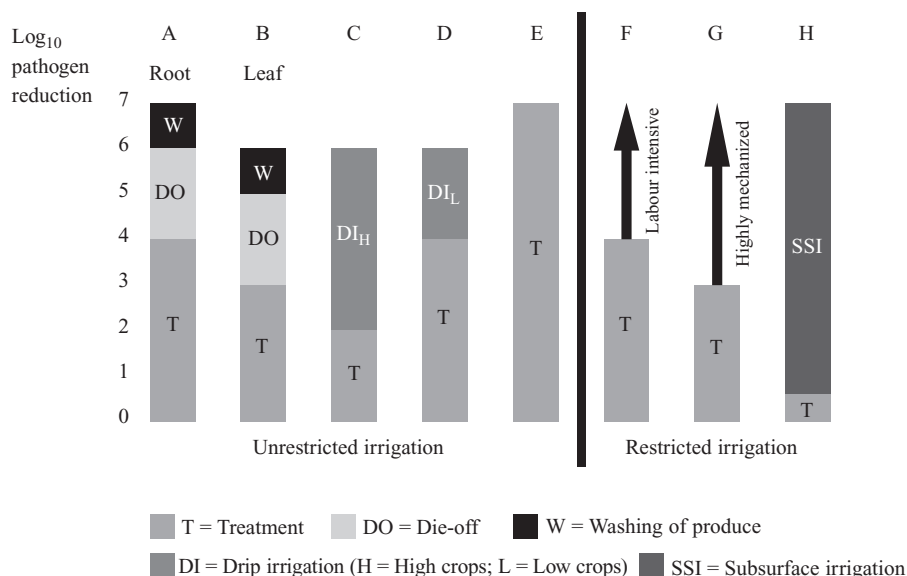 Log10 pathogen reduction
A B C D E F G H
Root Leaf
7
6
5
4
3
2
1
0
W
DO
T
W
DO
T
DIH
T
DIL
T
T
Labour intensive
T
Highly mechanized
T
SSI
T
Unrestricted irrigation Restricted irrigation
T = Treatment DO = Die-off W = Washing of produce
DI = Drip irrigation (H = High crops; L = Low crops) SSI = Subsurface irrigation